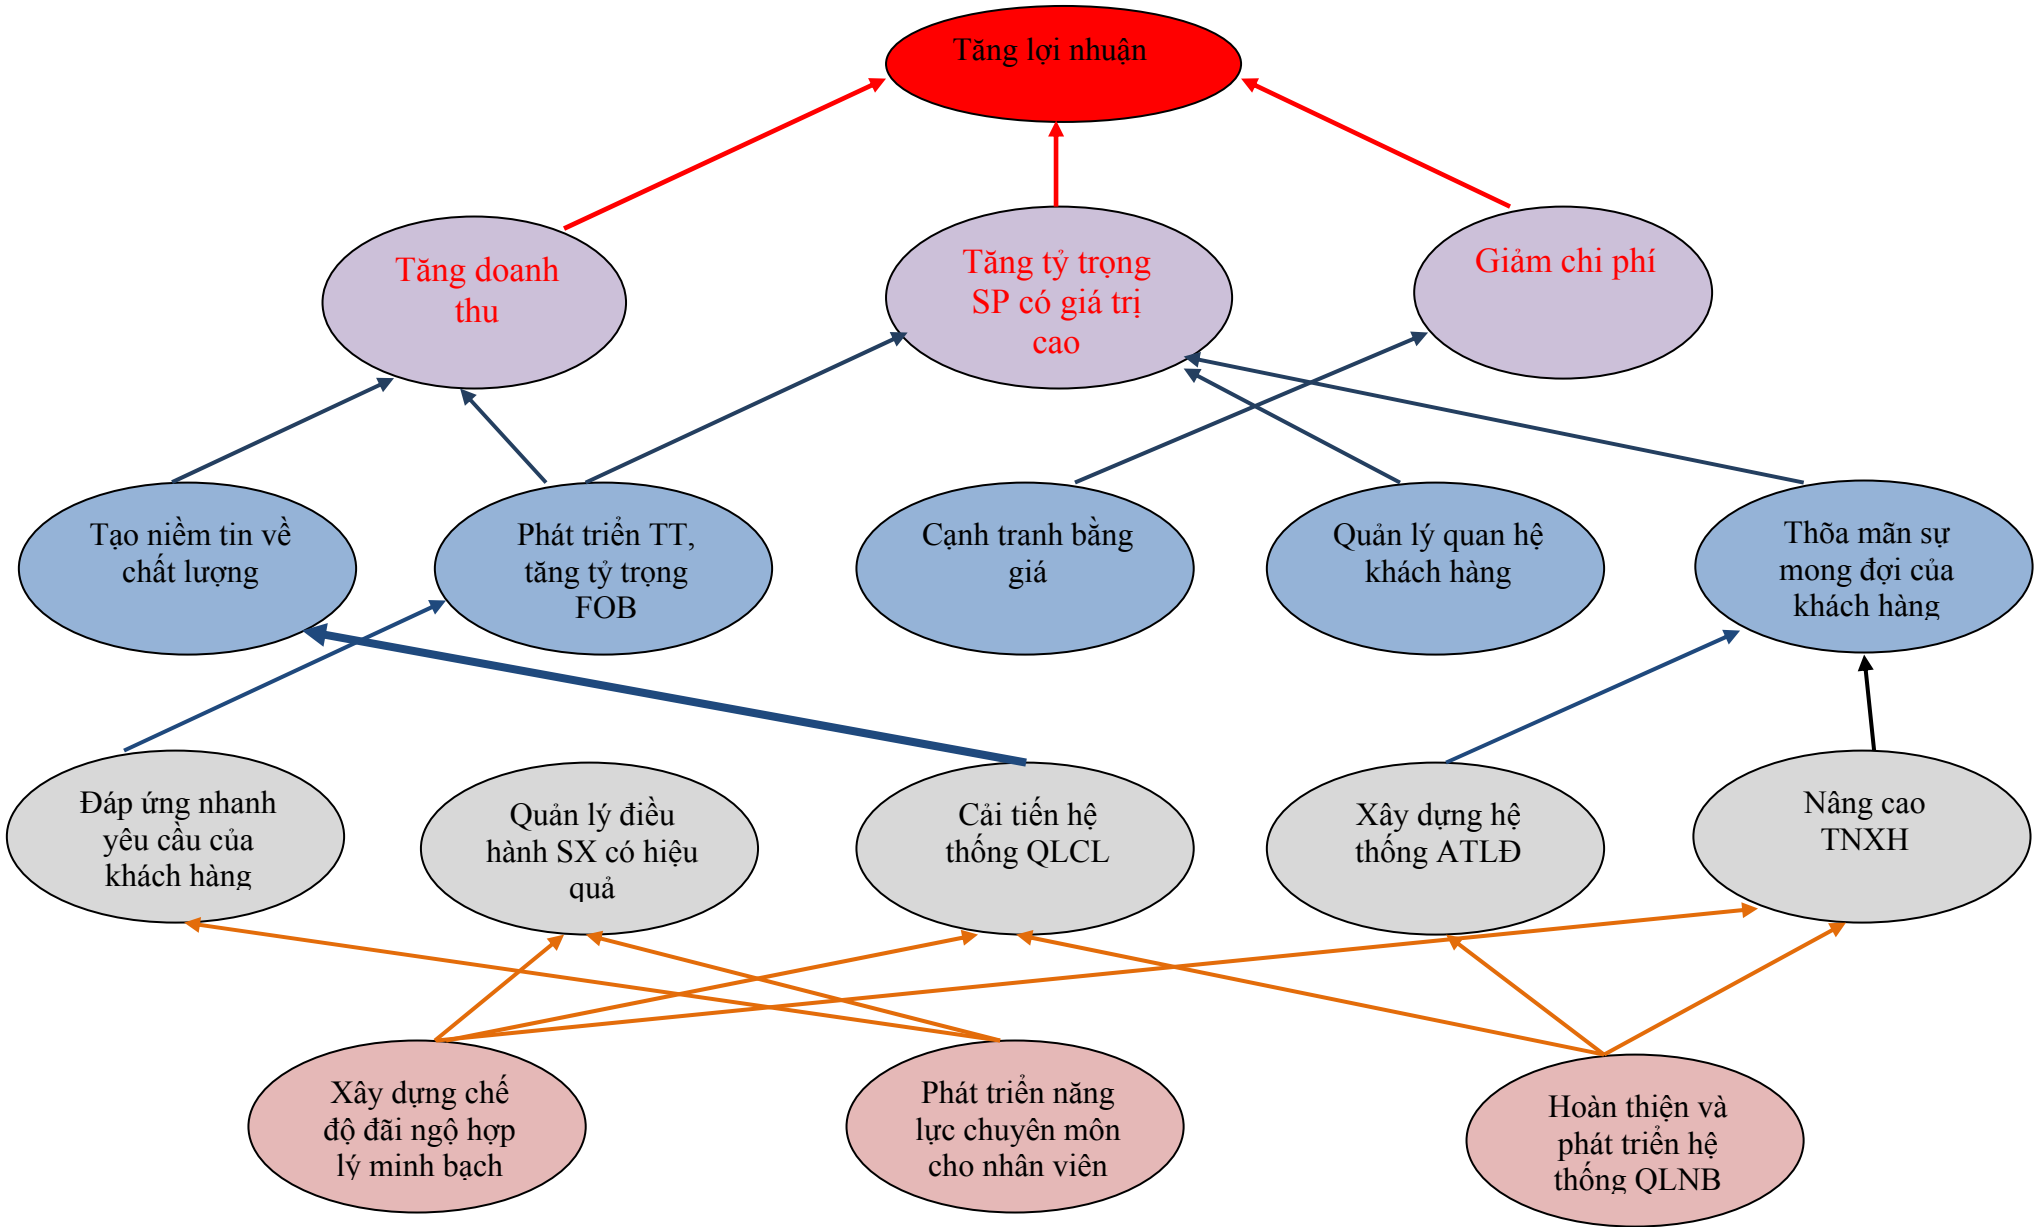 Tăng lợi nhuận
Tăng doanh
thu
Tăng tỷ trọng
SP có giá trị
cao
Giảm chi phí
Tạo niềm tin về
chất lượng
Phát triển TT,
tăng tỷ trọng
FOB
Cạnh tranh bằng
giá
Quản lý quan hệ
khách hàng
Thõa mãn sự
mong đợi của
khách hàng
Đáp ứng nhanh
yêu cầu của
khách hàng
Quản lý điều
hành SX có hiệu
quả
Cải tiến hệ
thống QLCL
Xây dựng hệ
thống ATLĐ
Nâng cao
TNXH
Xây dựng chế
độ đãi ngộ hợp
lý minh bạch
Phát triển năng
lực chuyên môn
cho nhân viên
Hoàn thiện và
phát triển hệ
thống QLNB